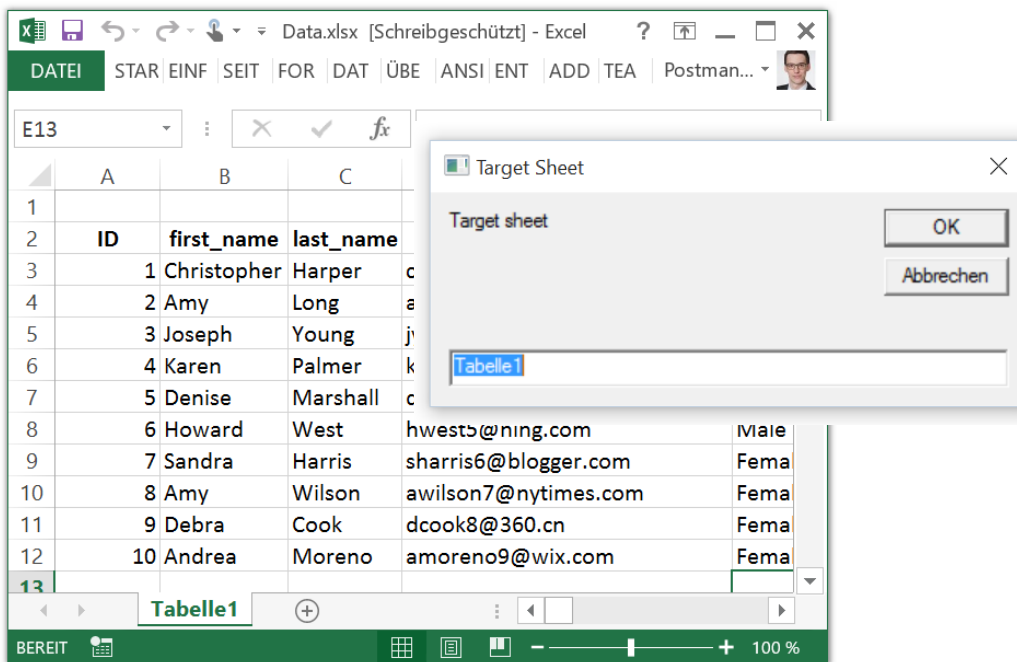 Data.xlsx [Schreibgeschützt] - Excel ?
DATEI STAR EINF SEIT FOR DAT ÜBE ANSI ENT ADD TEA Postman...
E13 fx
A B C
1
2 ID first_name last_name
3 1 Christopher Harper
4 2 Amy Long
5 3 Joseph Young
6 4 Karen Palmer
7 5 Denise Marshall
8 6 Howard West hwest5@ning.com Male
9 7 Sandra Harris sharris6@blogger.com Femal
10 8 Amy Wilson awilson7@nytimes.com Femal
11 9 Debra Cook dcook8@360.cn Femal
12 10 Andrea Moreno amoreno9@wix.com Femal
13
Target Sheet
Target sheet
OK
Abbrechen
Tabelle1
Tabelle1
BEREIT 100 %